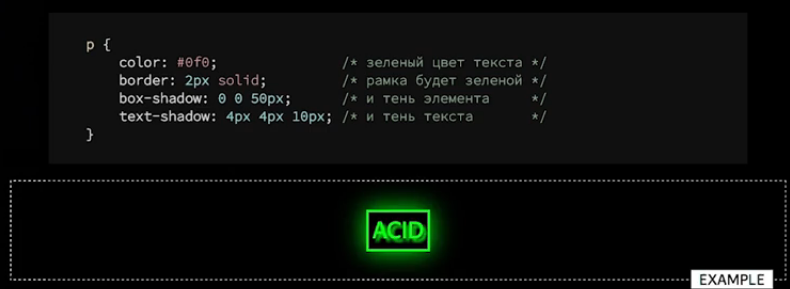 p {
color: #0f0; /* зеленый цвет текста */
border: 2px solid; /* рамка будет зеленой */
box-shadow: 0 0 50px; /* и тень элемента */
text-shadow: 4px 4px 10px; /* и тень текста */
}
ACID
EXAMPLE